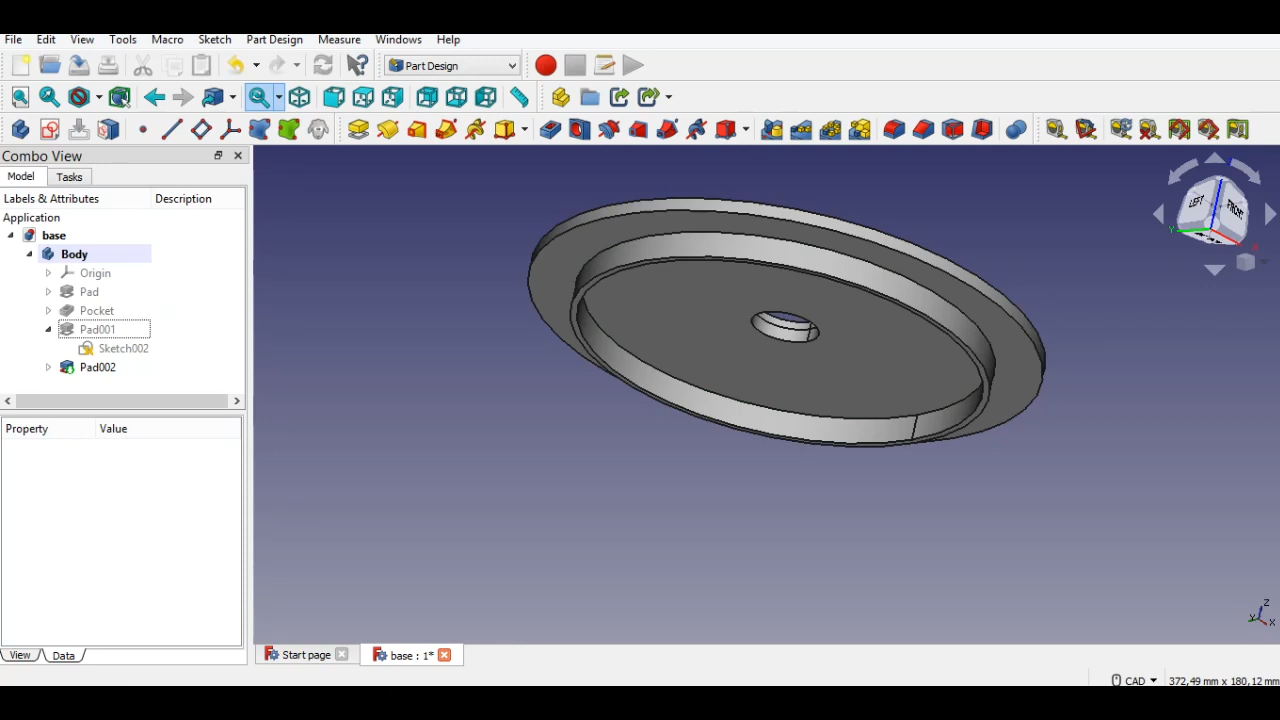 File Edit View Tools Macro Sketch Part Design Measure Windows Help
Part Design
Combo View
Model Tasks
Labels & Attributes Description
Application
base
Body
Origin
Pad
Pocket
Pad001
Sketch002
Pad002
Property Value
View Data
LEFT FRONT
Y X
Z
Y X
Start page base : 1*
CAD 372,49 mm x 180,12 mm